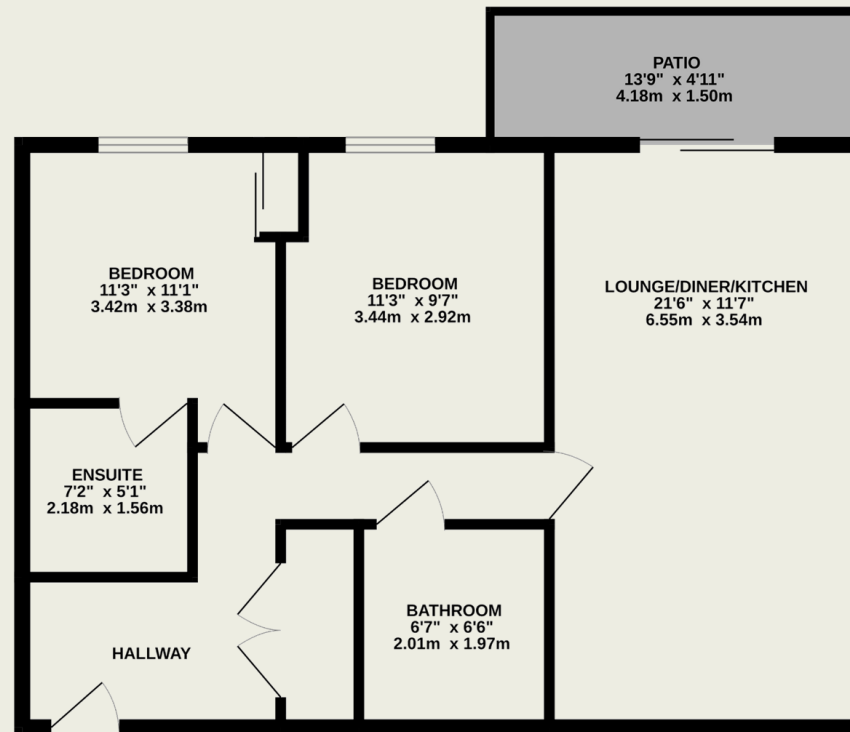 PATIO
13'9" x 4'11"
4.18m x 1.50m
BEDROOM
11'3" x 11'1"
3.42m x 3.38m
BEDROOM
11'3" x 9'7"
3.44m x 2.92m
LOUNGE/DINER/KITCHEN
21'6" x 11'7"
6.55m x 3.54m
ENSUITE
7'2" x 5'1"
2.18m x 1.56m
BATHROOM
6'7" x 6'6"
2.01m x 1.97m
HALLWAY